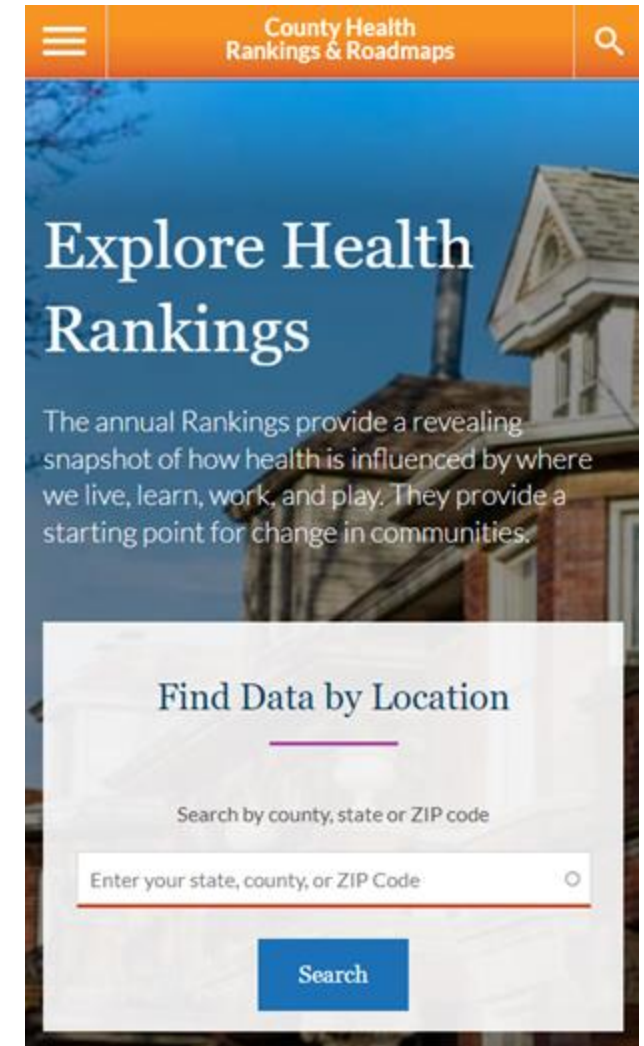 County Health
Rankings & Roadmaps
Explore Health
Rankings
The annual Rankings provide a revealing
snapshot of how health is influenced by where
we live, learn, work, and play. They provide a
starting point for change in communities.
Find Data by Location
Search by county, state or ZIP code
Enter your state, county, or ZIP Code
Search